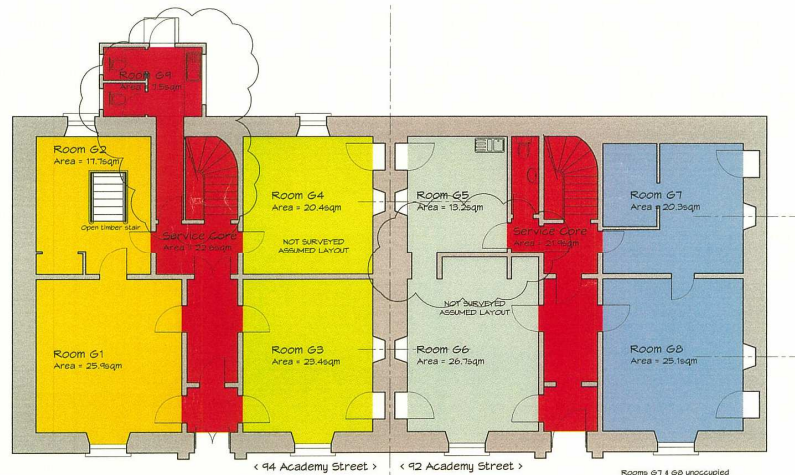 Room G9
Room G2
Area = 17.7sqm
Open timber stair
Service Core
Area = 22.6sqm
Room G4
Area = 20.4sqm
NOT SURVEYED
ASSUMED LAYOUT
Room G5
Area = 13.2sqm
Service Core
Room G7
Area = 20.3sqm
NOT SURVEYED
ASSUMED LAYOUT
Room G1
Area = 25.9sqm
Room G3
Area = 23.4sqm
Room G6
Area = 26.7sqm
Room G8
Area = 25.1sqm
< 94 Academy Street >
< 92 Academy Street >
Rooms G7 & G8 unoccupied